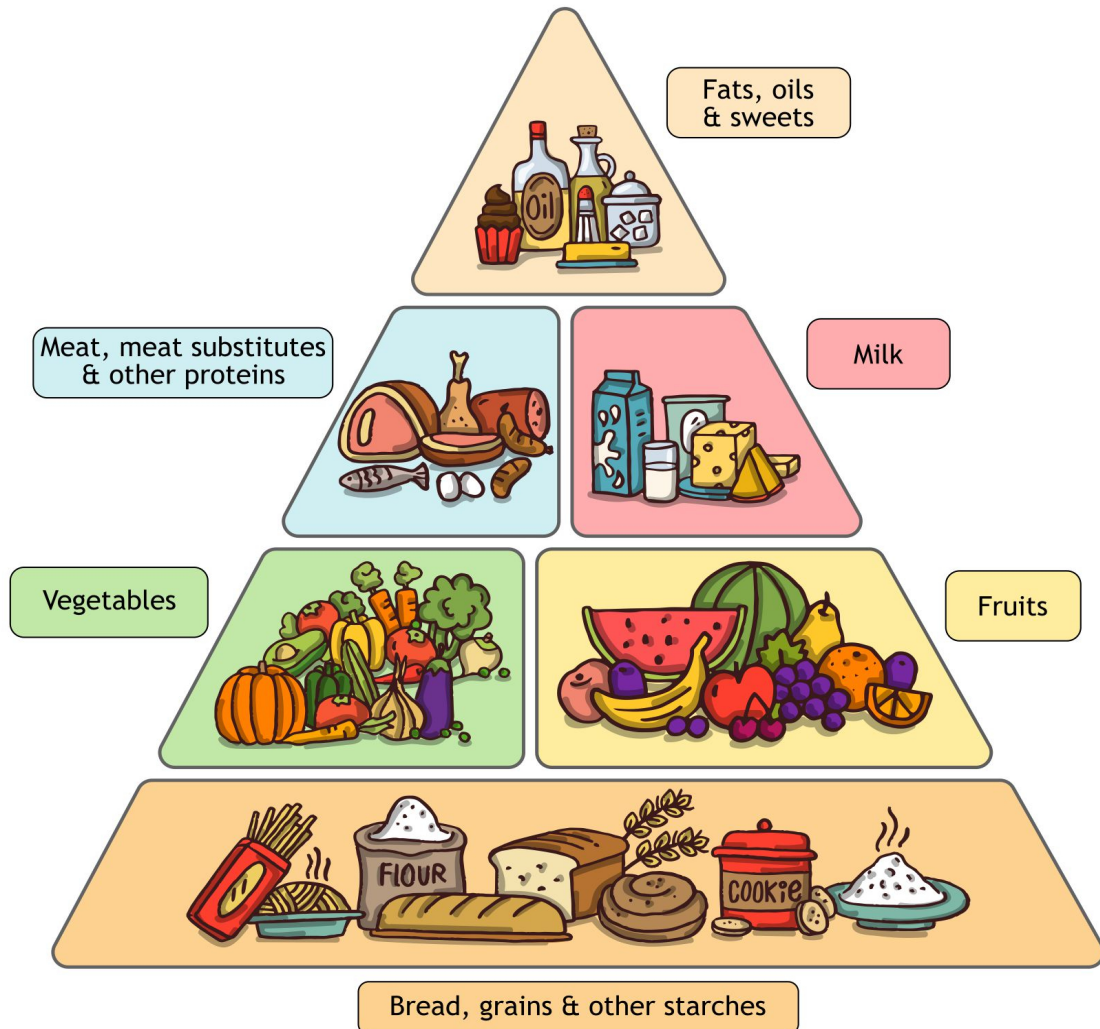 Fats, oils
& sweets
Oil
Meat, meat substitutes
& other proteins
Milk
Vegetables
Fruits
FLOUR
COOKIE
Bread, grains & other starches